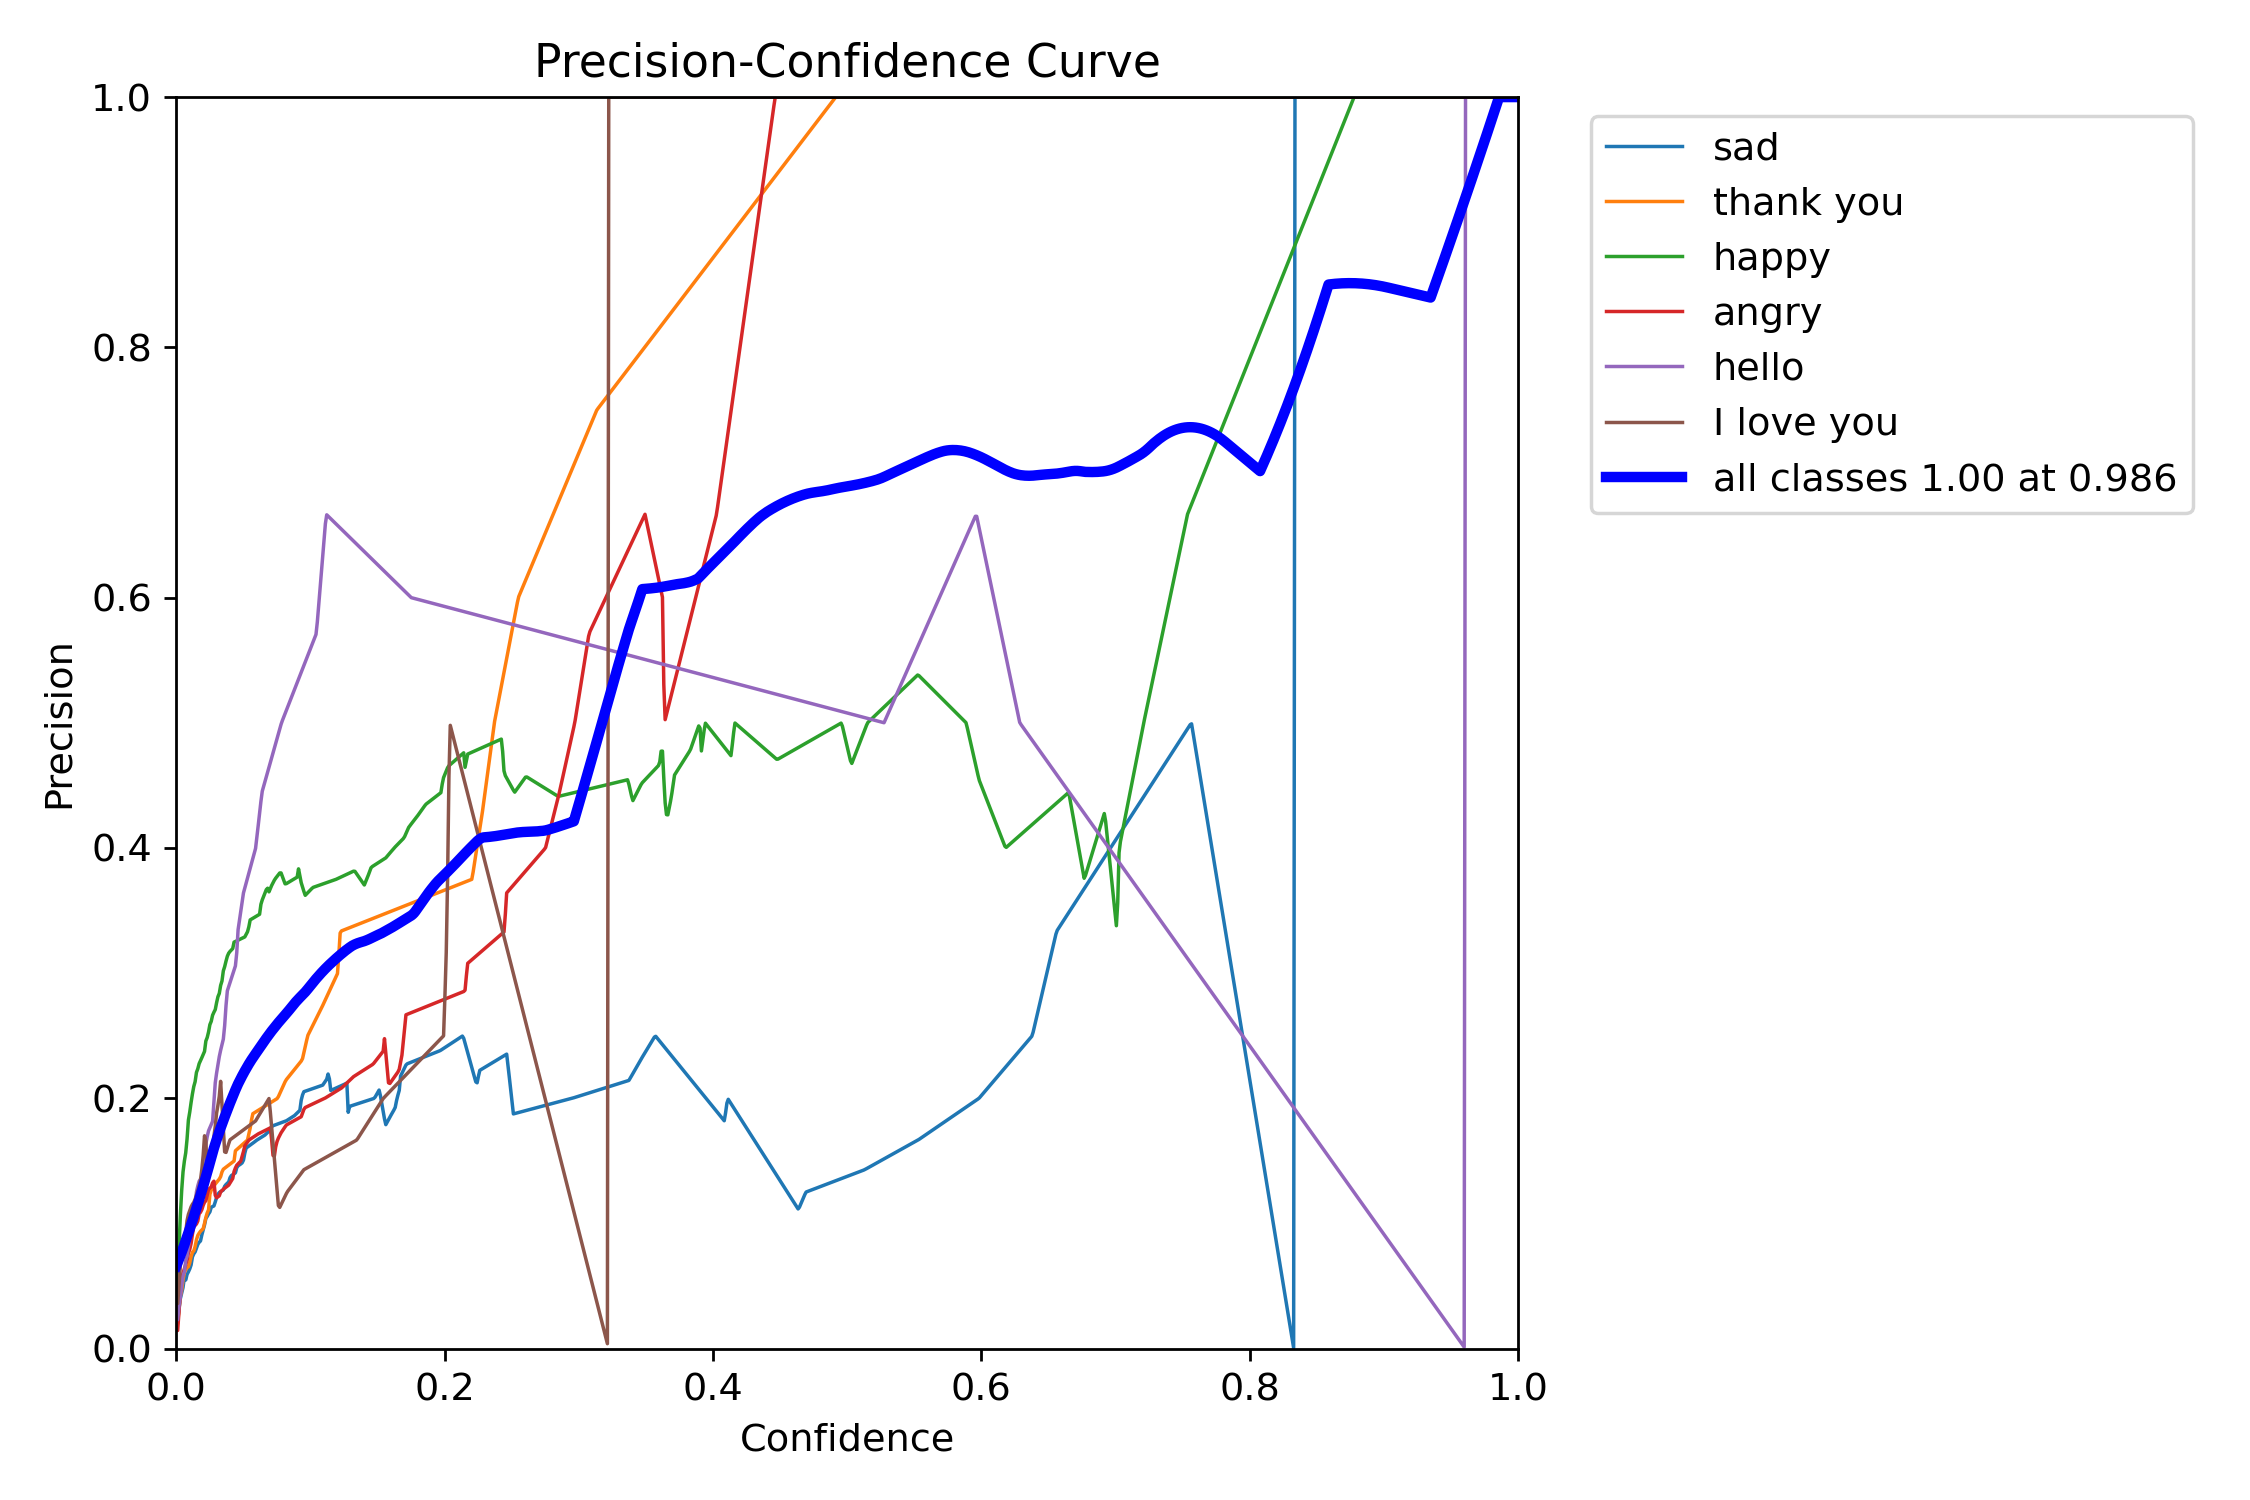 Precision-Confidence Curve
1.0
0.8
0.6
0.4
0.2
0.0
Precision
0.0 0.2 0.4 0.6 0.8 1.0
Confidence
sad
thank you
happy
angry
hello
I love you
all classes 1.00 at 0.986